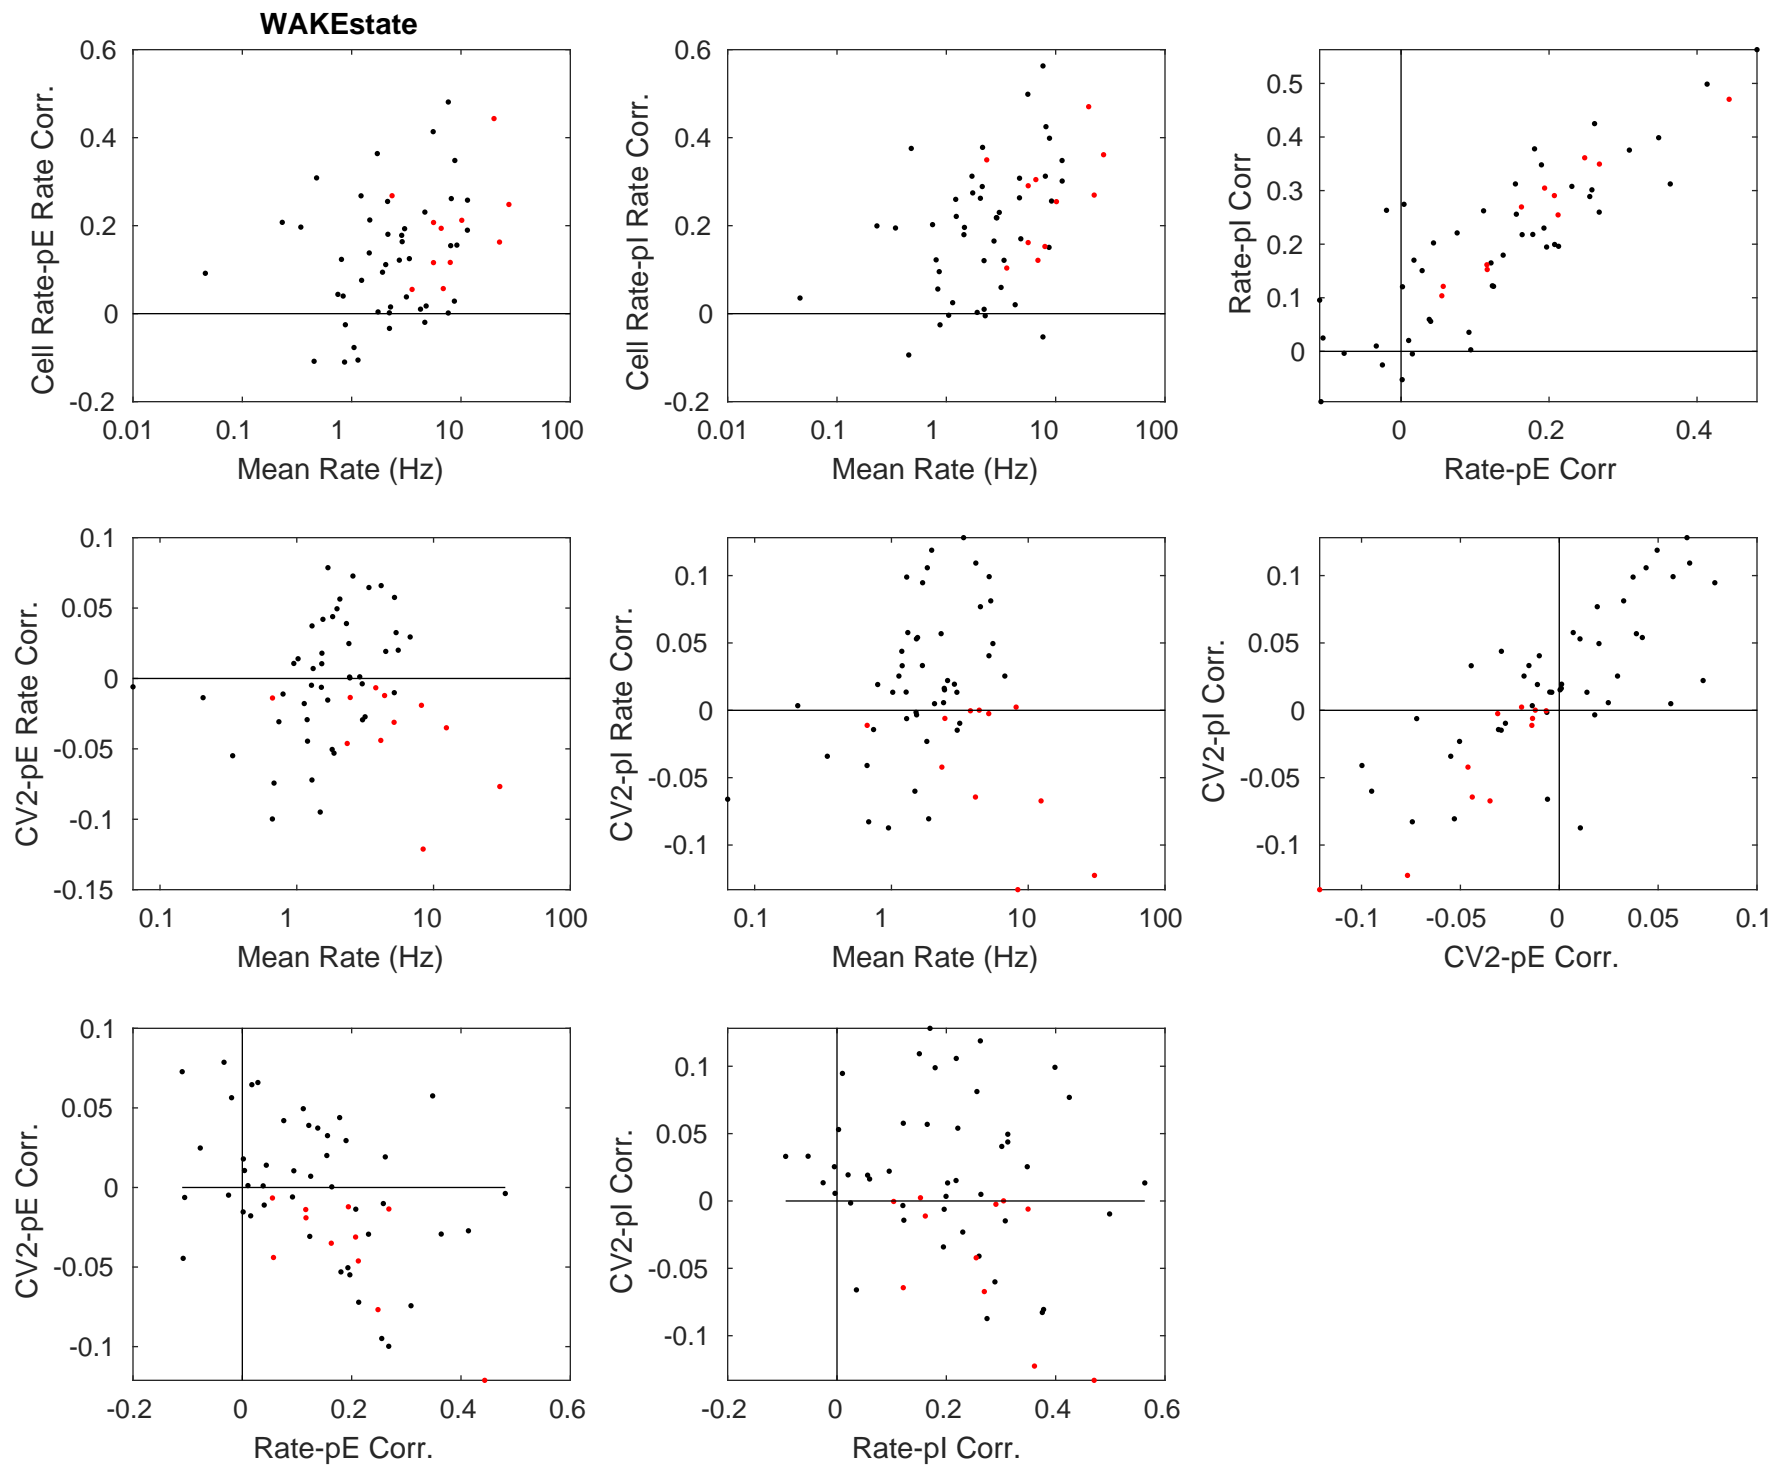 WAKEstate
0.6
0.4
0.2
0
-0.2
Cell Rate-pE Rate Corr.
0.01 0.1 1 10 100
Mean Rate (Hz)
0.6
0.4
0.2
0
-0.2
Cell Rate-pI Rate Corr.
0.01 0.1 1 10 100
Mean Rate (Hz)
0.5
0.4
0.3
0.2
0.1
0
Rate-pI Corr
0 0.2 0.4
Rate-pE Corr
0.1
0.05
0
-0.05
-0.1
-0.15
CV2-pE Rate Corr.
0.1 1 10 100
Mean Rate (Hz)
0.1
0.05
0
-0.05
-0.1
CV2-pI Rate Corr.
0.1 1 10 100
Mean Rate (Hz)
0.1
0.05
0
-0.05
-0.1
CV2-pI Corr.
-0.1 -0.05 0 0.05 0.1
CV2-pE Corr.
0.1
0.05
0
-0.05
-0.1
CV2-pE Corr.
-0.2 0 0.2 0.4 0.6
Rate-pE Corr.
0.1
0.05
0
-0.05
-0.1
CV2-pI Corr.
-0.2 0 0.2 0.4 0.6
Rate-pI Corr.